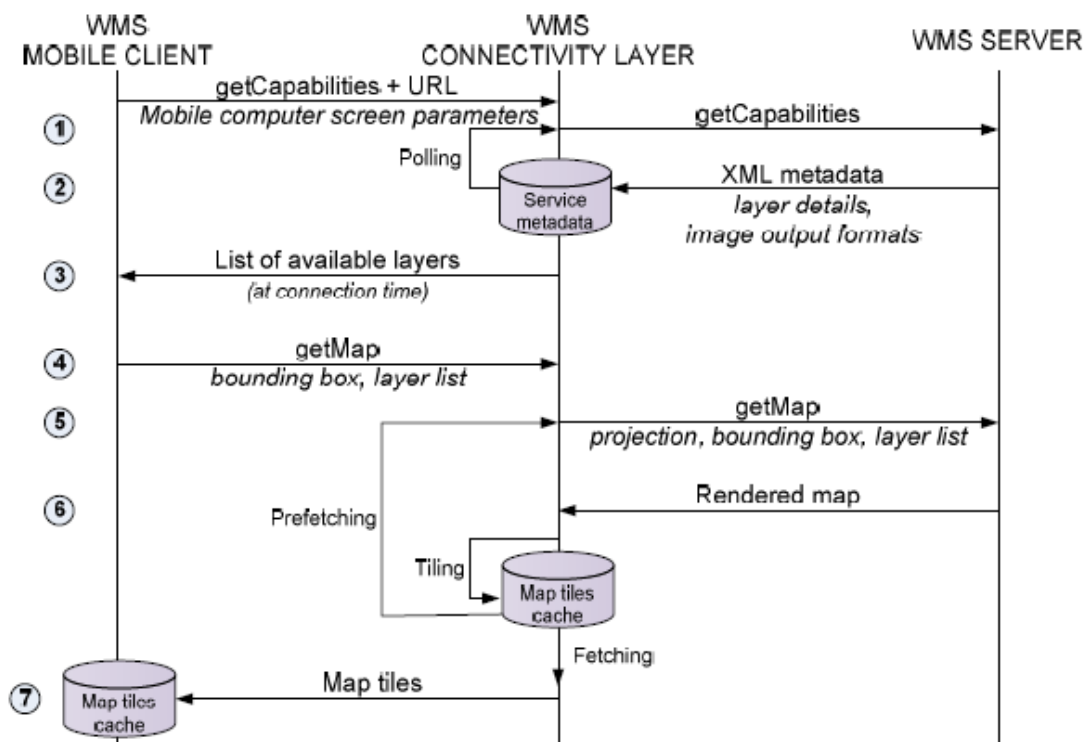 WMS
MOBILE CLIENT
WMS
CONNECTIVITY LAYER
WMS SERVER
getCapabilities + URL
Mobile computer screen parameters
1
getCapabilities
Polling
2
Service
metadata
XML metadata
layer details,
image output formats
3
List of available layers
(at connection time)
4
getMap
bounding box, layer list
5
getMap
projection, bounding box, layer list
6
Rendered map
Prefetching
Tiling
Map tiles
cache
Fetching
7
Map tiles
cache
Map tiles